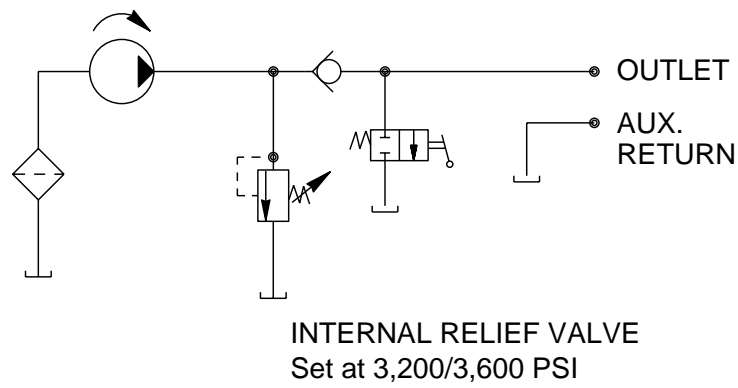 OUTLET
AUX.
RETURN
INTERNAL RELIEF VALVE
Set at 3,200/3,600 PSI